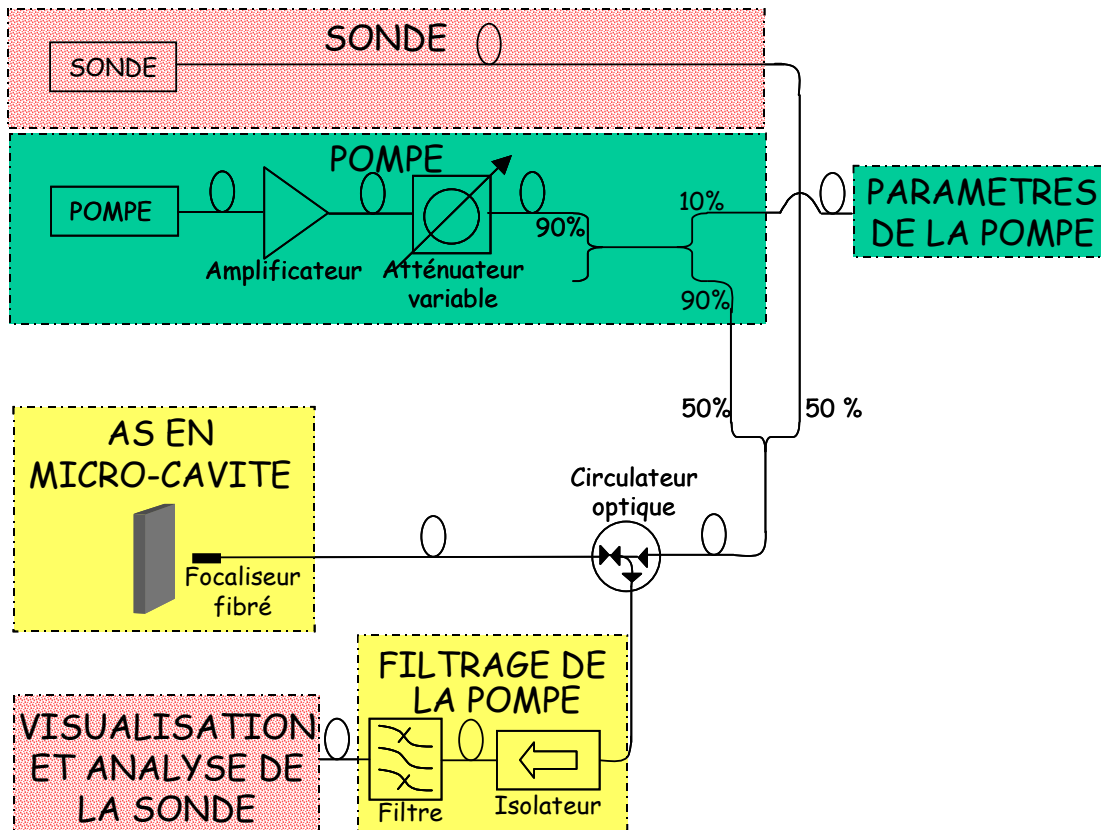 SONDE
SONDE
POMPE
POMPE
Amplificateur
Atténuateur
variable
90%
10%
90%
PARAMETRES
DE LA POMPE
50%
50 %
AS EN
MICRO-CAVITE
Focaliseur
fibré
Circulateur
optique
FILTRAGE DE
LA POMPE
Filtre
Isolateur
VISUALISATION
ET ANALYSE DE
LA SONDE